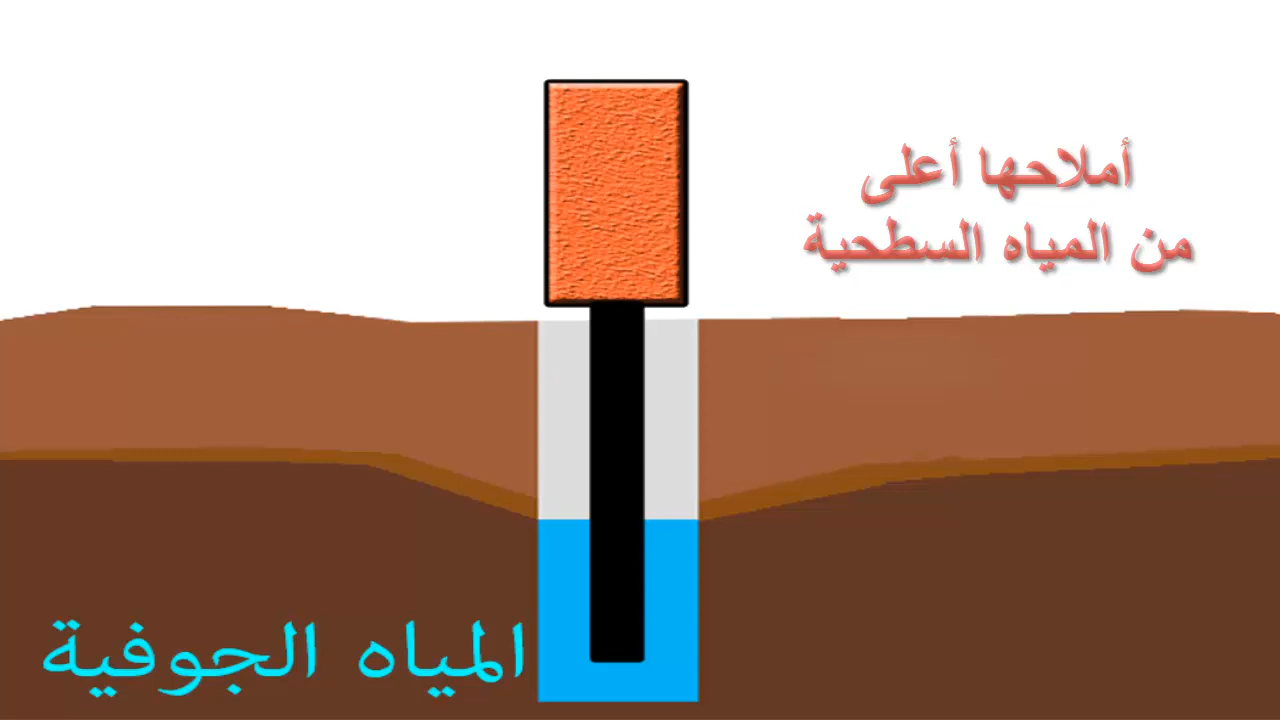 أملاحها أعلى
من المياه السطحية
المياه الجوفية